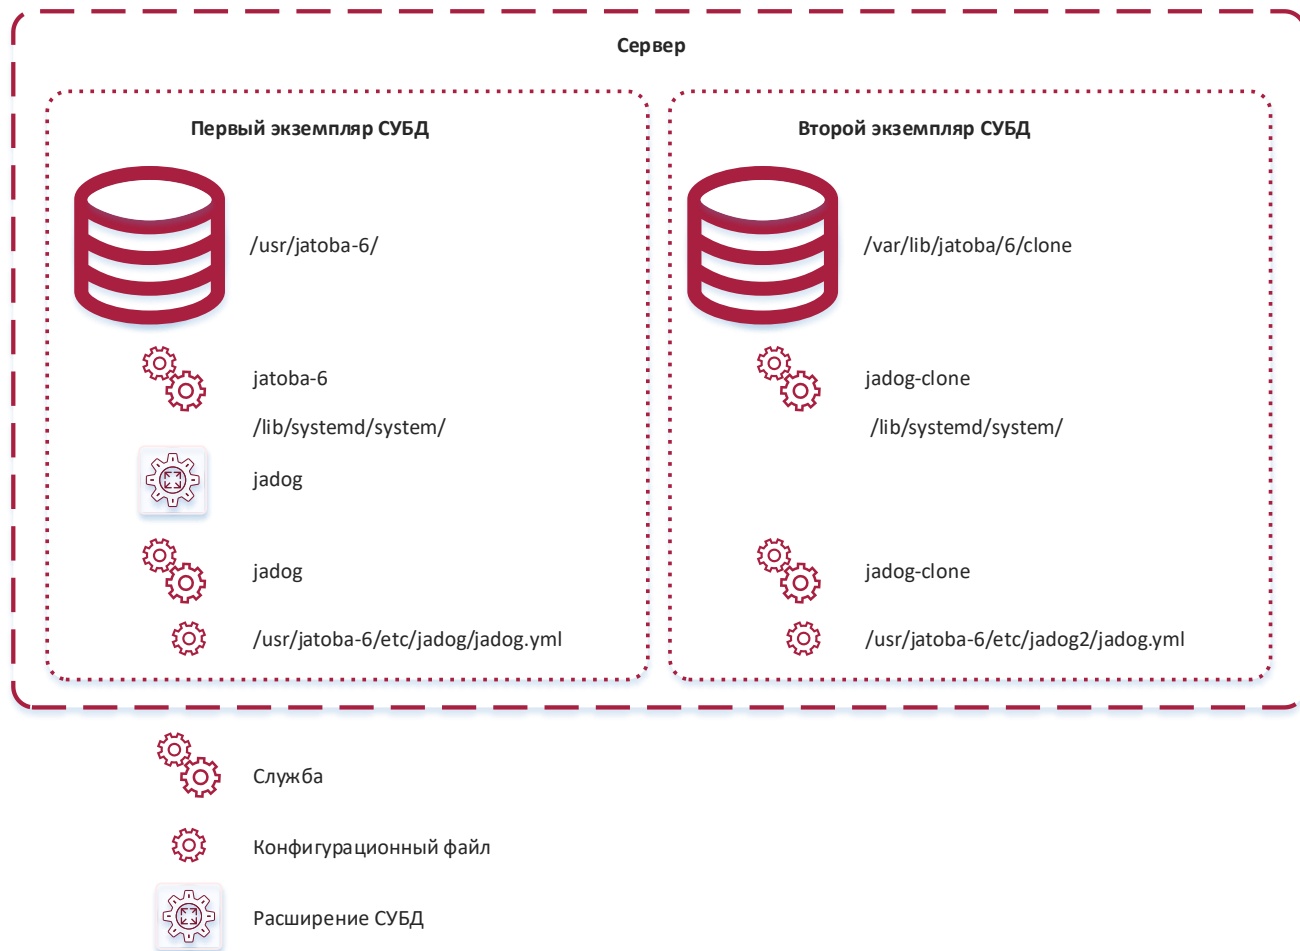 Сервер
Первый экземпляр СУБД
/usr/jatoba-6/
jatoba-6
/lib/systemd/system/
jadog
jadog
/usr/jatoba-6/etc/jadog/jadog.yml
Второй экземпляр СУБД
/var/lib/jatoba/6/clone
jadog-clone
/lib/systemd/system/
jadog-clone
/usr/jatoba-6/etc/jadog2/jadog.yml
Служба
Конфигурационный файл
Расширение СУБД